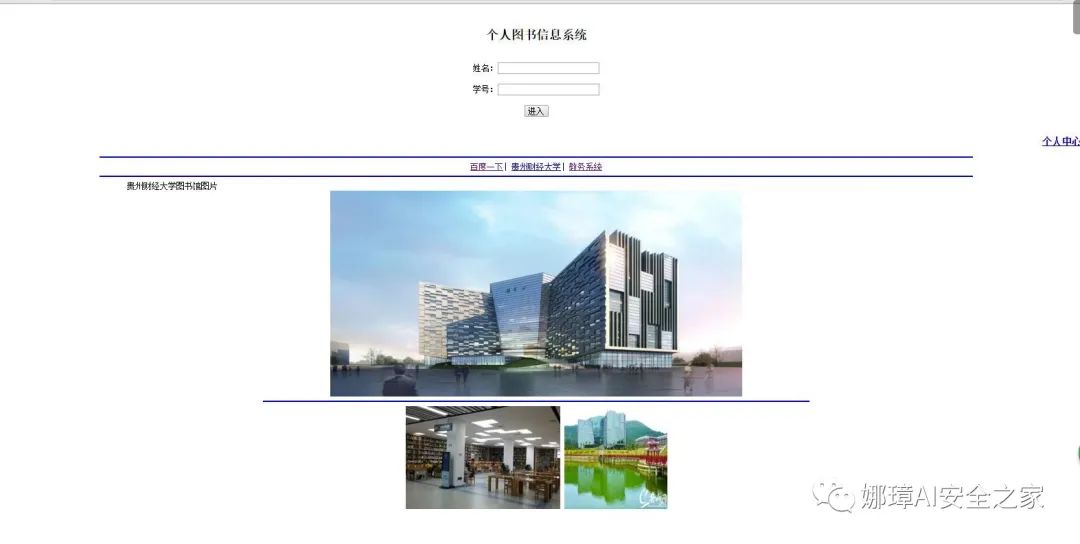 个人图书信息系统
姓名：
学号：
进入
个人中心
百度一下| 贵州财经大学| 教务系统
贵州财经大学图书馆图片
娜璋AI安全之家